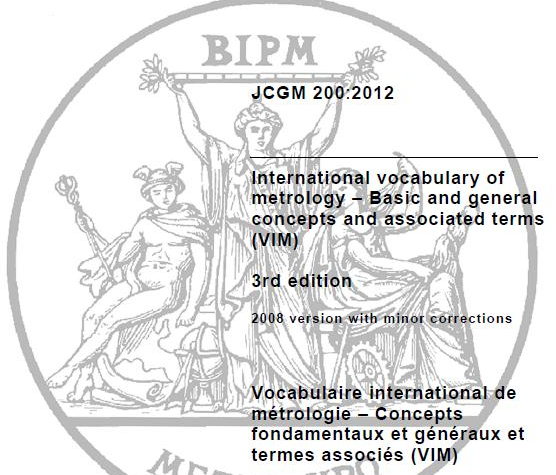 BIPM
JCGM 200:2012
International vocabulary of
metrology – Basic and general
concepts and associated terms
(VIM)
3rd edition
2008 version with minor corrections
Vocabulaire international de
métrologie – Concepts
fondamentaux et généraux et
termes associés (VIM)